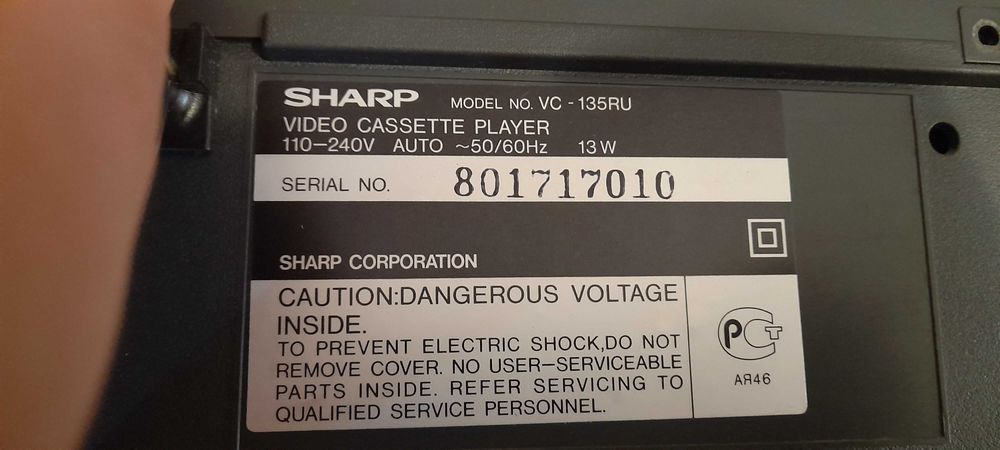 SHARP MODEL NO. VC - 135RU
VIDEO CASSETTE PLAYER
110–240V AUTO ~50/60Hz 13 W
SERIAL NO. 801717010
SHARP CORPORATION
CAUTION:DANGEROUS VOLTAGE
INSIDE.
TO PREVENT ELECTRIC SHOCK,DO NOT
REMOVE COVER. NO USER–SERVICEABLE
PARTS INSIDE. REFER SERVICING TO
QUALIFIED SERVICE PERSONNEL.
РСТ
АЯ46